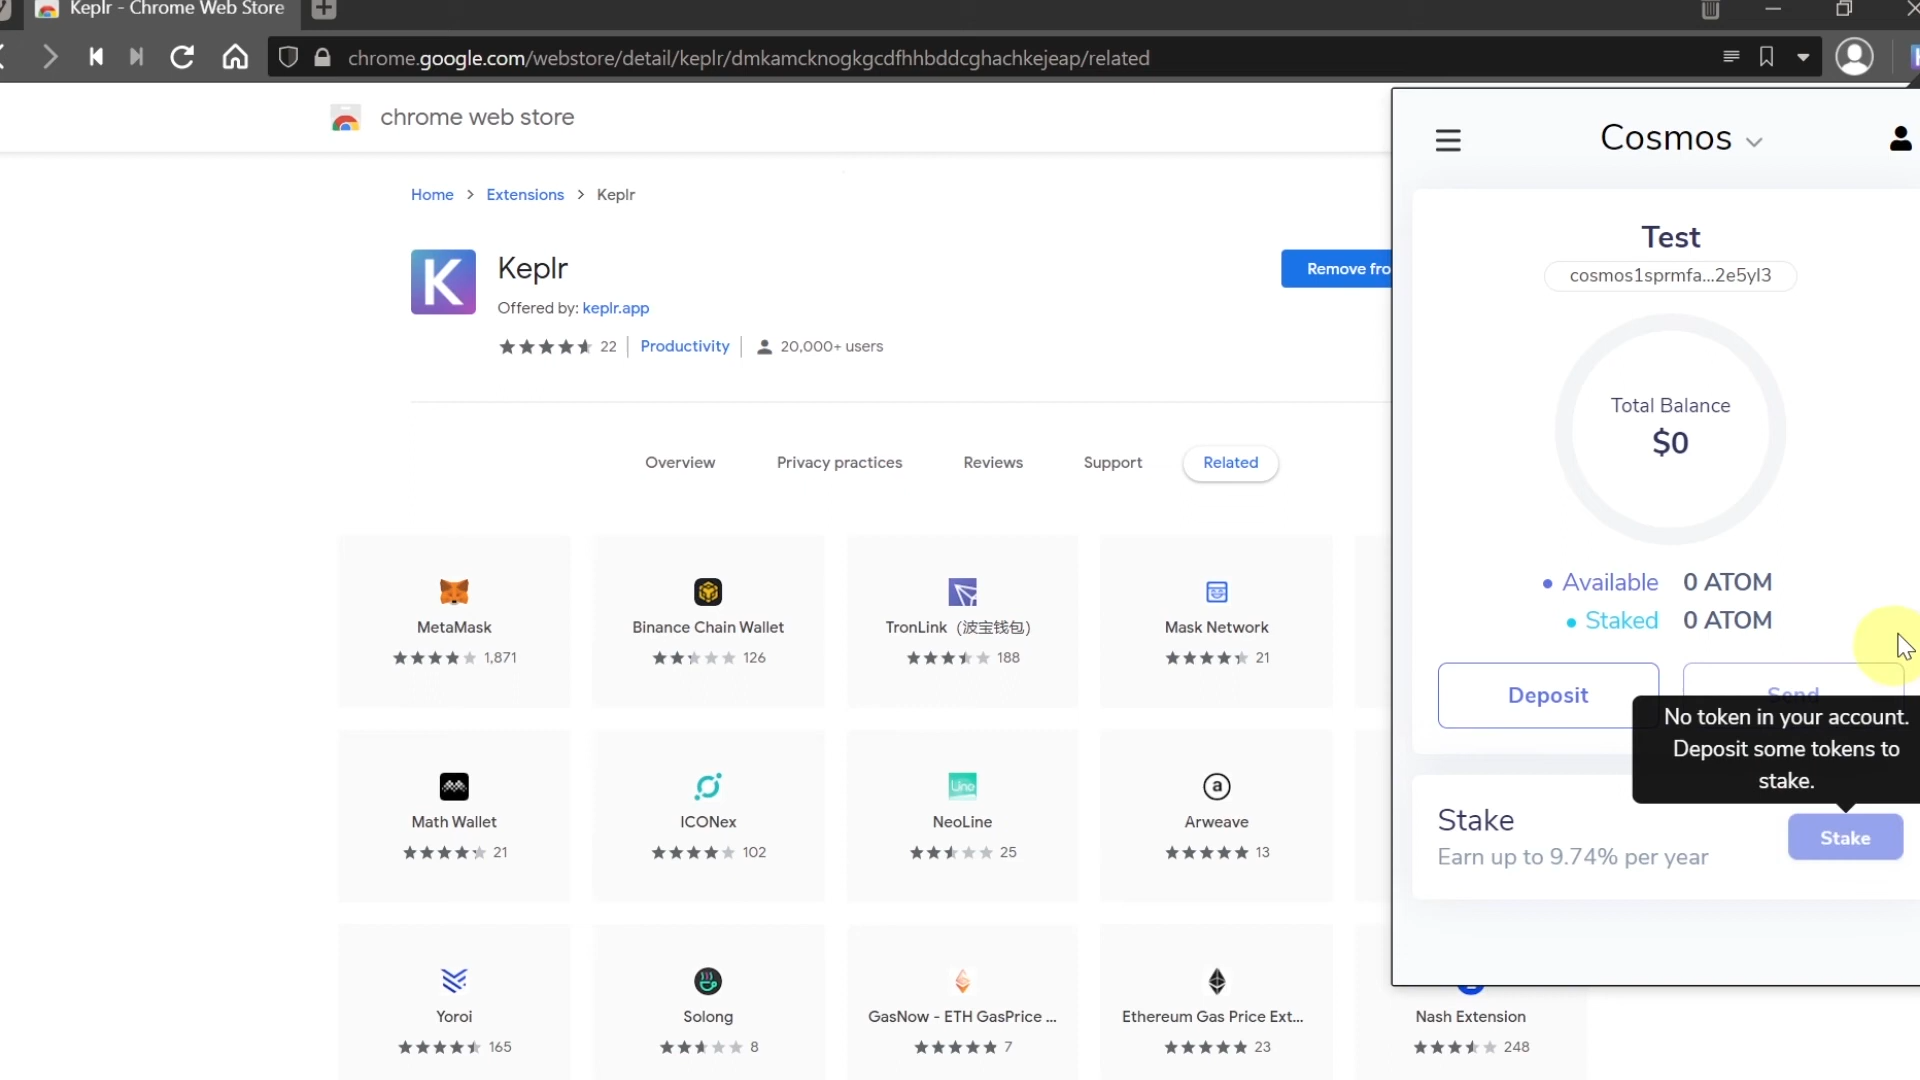 Keplr - Chrome Web Store
chrome.google.com/webstore/detail/keplr/dmkamcknogkgcdfhhbddcghachkejeap/related
chrome web store
Home > Extensions > Keplr
K
Keplr
Offered by: keplr.app
22 Productivity 20,000+ users
Remove fro
Overview Privacy practices Reviews Support Related
MetaMask
1,871
Binance Chain Wallet
126
TronLink（波宝钱包）
188
Mask Network
21
Math Wallet
21
ICONex
102
Lino
NeoLine
25
a
Arweave
13
Yoroi
165
Solong
8
GasNow - ETH GasPrice ...
7
Ethereum Gas Price Ext...
23
Nash Extension
248
Cosmos
Test
cosmos1sprmfa...2e5yl3
Total Balance
$0
Available 0 ATOM
Staked 0 ATOM
Deposit
Send
No token in your account.
Deposit some tokens to
stake.
Stake
Earn up to 9.74% per year
Stake